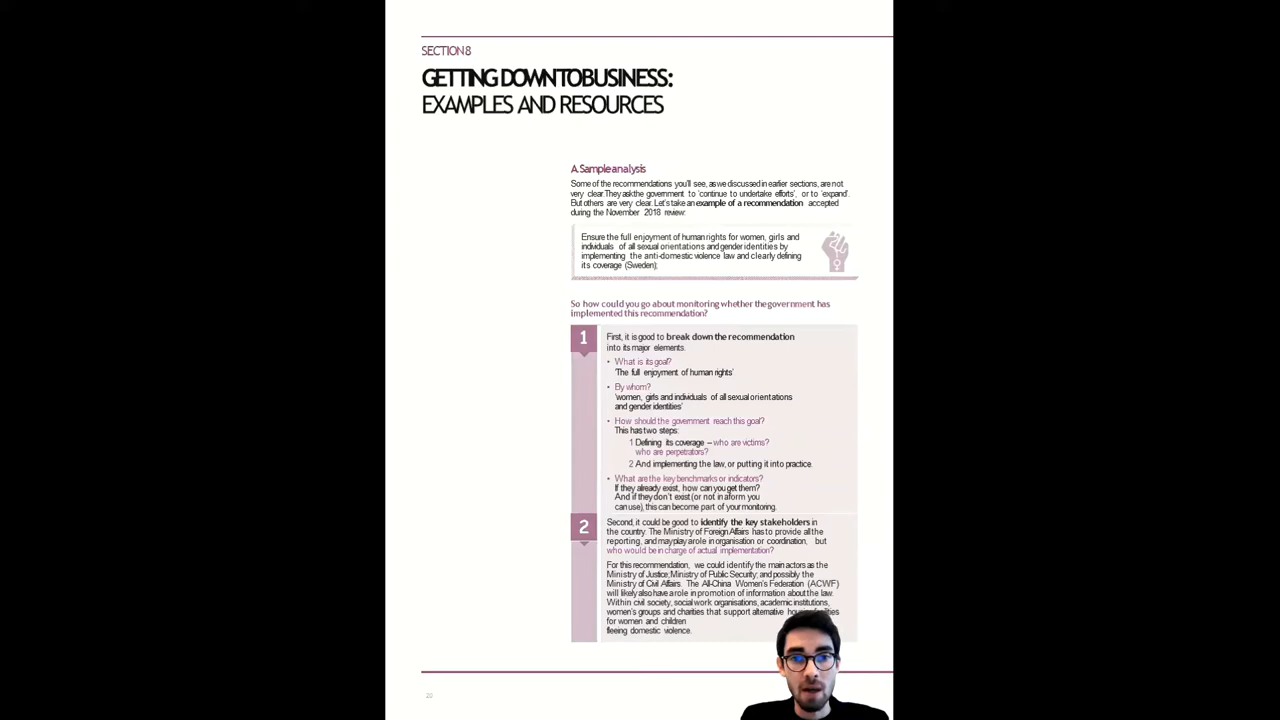 SECTION 8
GETTING DOWN TO BUSINESS:
EXAMPLES AND RESOURCES
A. Sample analysis
Some of the recommendations you'll see, as we discussed in earlier sections, are not
very clear. They ask the government to 'continue to undertake efforts', or to 'expand'.
But others are very clear. Let's take an example of a recommendation accepted
during the November 2018 review:
Ensure the full enjoyment of human rights for women, girls and
individuals of all sexual orientations and gender identities by
implementing the anti-domestic violence law and clearly defining
its coverage (Sweden);
So how could you go about monitoring whether the government has
implemented this recommendation?
1
First, it is good to break down the recommendation
into its major elements.
• What is its goal?
'The full enjoyment of human rights'
• By whom?
'women, girls and individuals of all sexual orientations
and gender identities'
• How should the government reach this goal?
This has two steps:
1 Defining its coverage – who are victims?
who are perpetrators?
2 And implementing the law, or putting it into practice.
• What are the key benchmarks or indicators?
If they already exist, how can you get them?
And if they don't exist (or not in a form you
can use), this can become part of your monitoring.
2
Second, it could be good to identify the key stakeholders in
the country. The Ministry of Foreign Affairs has to provide all the
reporting, and may play a role in organisation or coordination, but
who would be in charge of actual implementation?
For this recommendation, we could identify the main actors as the
Ministry of Justice, Ministry of Public Security, and possibly the
Ministry of Civil Affairs. The All-China Women's Federation (ACWF)
will likely also have a role in promotion of information about the law.
Within civil society, social work organisations, academic institutions,
women's groups and charities that support alternative
for women and children
fleeing domestic violence.
20